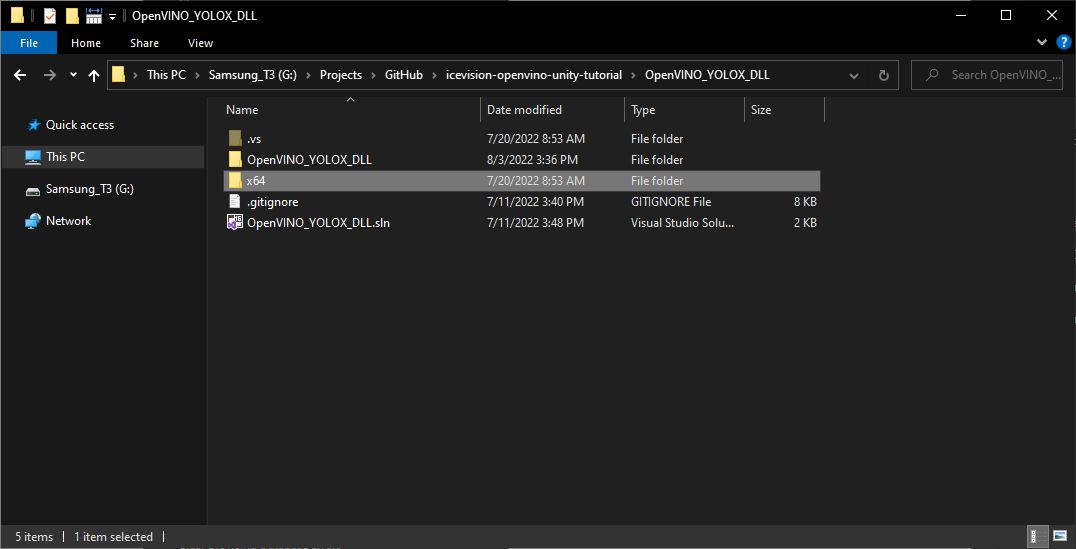 OpenVINO_YOLOX_DLL
File Home Share View
This PC Samsung_T3 (G:) Projects GitHub icevision-openvino-unity-tutorial OpenVINO_YOLOX_DLL Search OpenVINO_...
Name Date modified Type Size
Quick access
This PC
Samsung_T3 (G:)
Network
.vs 7/20/2022 8:53 AM File folder
OpenVINO_YOLOX_DLL 8/3/2022 3:36 PM File folder
x64 7/20/2022 8:53 AM File folder
.gitignore 7/11/2022 3:40 PM GITIGNORE File 8 KB
OpenVINO_YOLOX_DLL.sln 7/11/2022 3:48 PM Visual Studio Solu... 2 KB
5 items 1 item selected